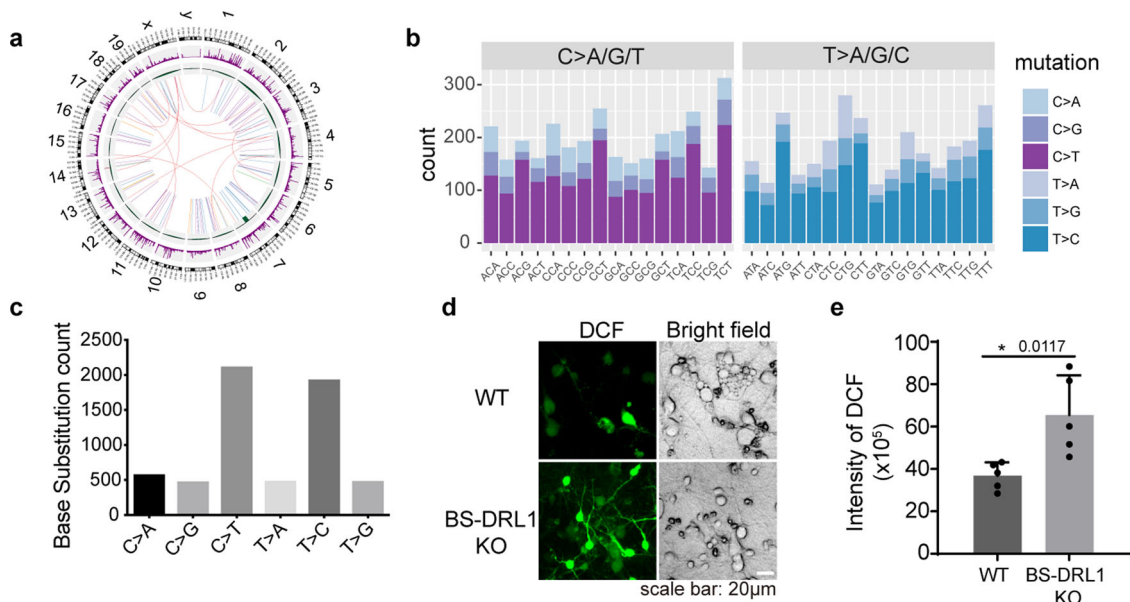 a
x
y
1
2
3
4
5
6
7
8
9
10
11
12
13
14
15
16
17
18
19
b
C>A/G/T
T>A/G/C
count
300
200
100
0
ACA
ACC
ACG
ACT
CCA
CCC
CCG
CCT
GCA
GCC
GCG
GCT
TCA
TCC
TCG
TCT
ATA
ATC
ATG
ATT
CTA
CTC
CTG
CTT
GTA
GTC
GTG
GTT
TTA
TTC
TTG
TTT
mutation
C>A
C>G
C>T
T>A
T>G
T>C
c
Base Substitution count
2500
2000
1500
1000
500
0
C>A
C>G
C>T
T>A
T>C
T>G
d
DCF
Bright field
WT
BS-DRL1
KO
scale bar: 20μm
e
Intensity of DCF
(x10⁵)
100
80
60
40
20
0
* 0.0117
WT
BS-DRL1
KO